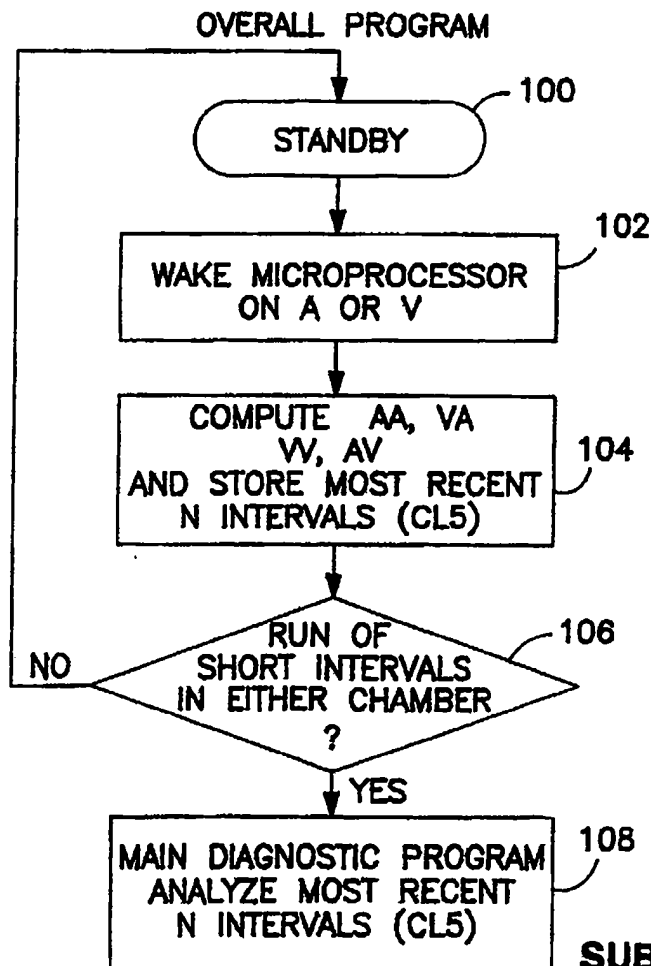 OVERALL PROGRAM
100
STANDBY
102
WAKE MICROPROCESSOR
ON A OR V
COMPUTE AA, VA
VV, AV
AND STORE MOST RECENT
N INTERVALS (CL5)
104
RUN OF
SHORT INTERVALS
IN EITHER CHAMBER
?
106
NO
YES
MAIN DIAGNOSTIC PROGRAM
ANALYZE MOST RECENT
N INTERVALS (CL5)
108
SUB